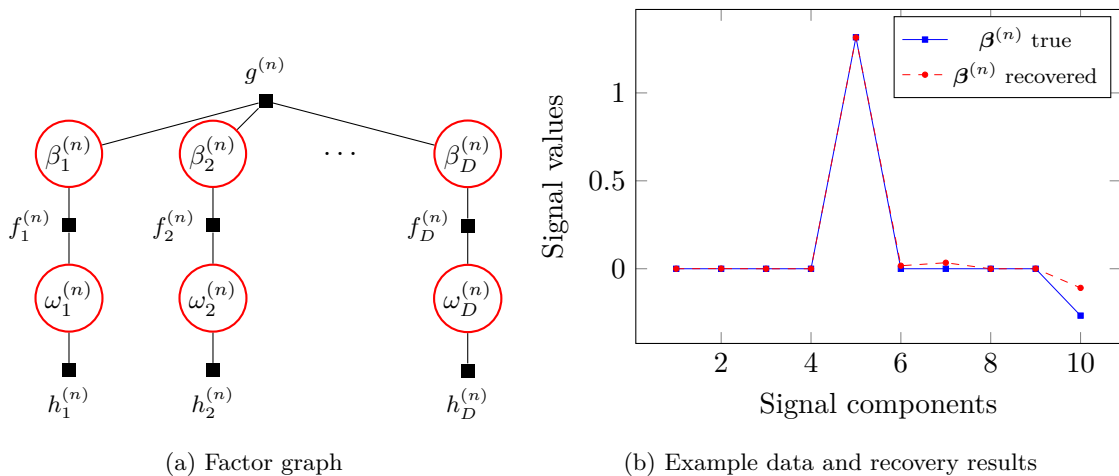 g^{(n)}
β_1^{(n)} β_2^{(n)} ... β_D^{(n)}
f_1^{(n)} f_2^{(n)} f_D^{(n)}
ω_1^{(n)} ω_2^{(n)} ω_D^{(n)}
h_1^{(n)} h_2^{(n)} h_D^{(n)}
(a) Factor graph
β^{(n)} true
β^{(n)} recovered
Signal values
1
0.5
0
2 4 6 8 10
Signal components
(b) Example data and recovery results